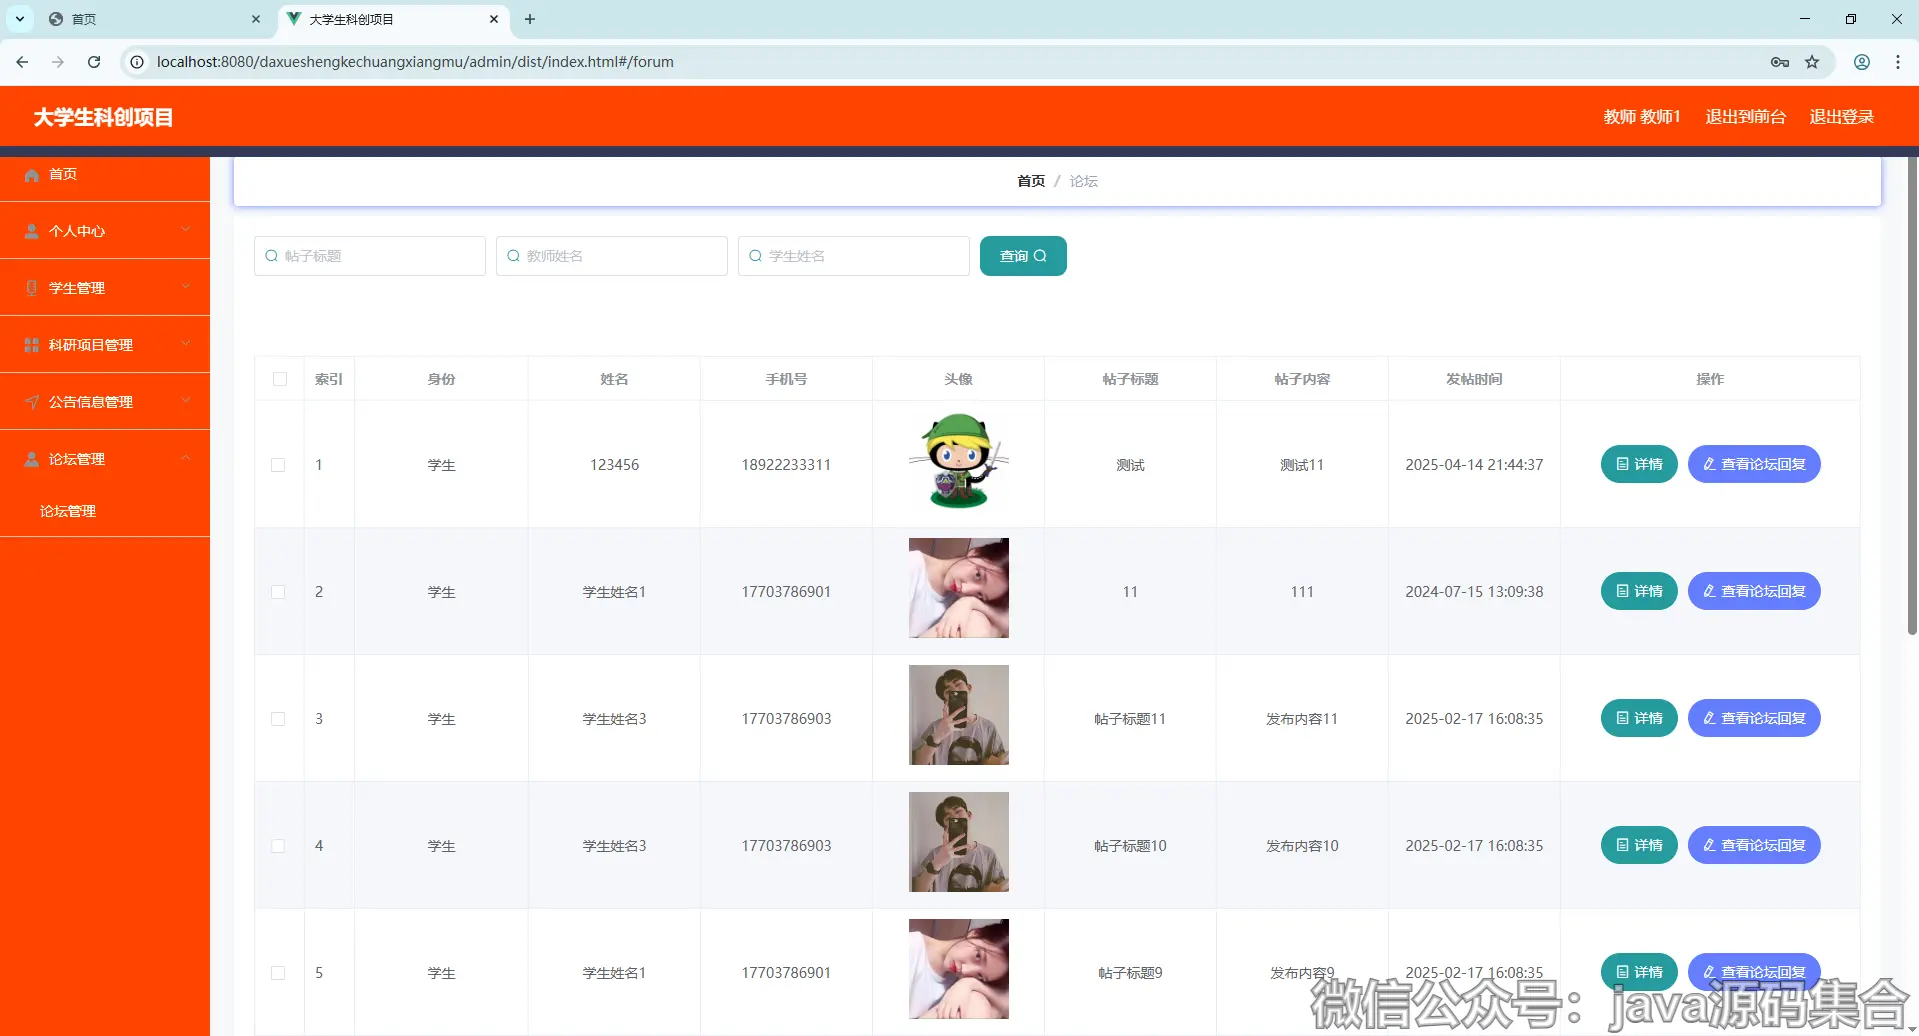 首页
大学生科创项目
localhost:8080/daxueshengkechuangxiangmu/admin/dist/index.html#/forum
大学生科创项目
教师 教师1 退出到前台 退出登录
首页
个人中心
学生管理
科研项目管理
公告信息管理
论坛管理
论坛管理
首页 / 论坛
帖子标题 教师姓名 学生姓名 查询
索引 身份 姓名 手机号 头像 帖子标题 帖子内容 发帖时间 操作
1 学生 123456 18922233311 测试 测试11 2025-04-14 21:44:37 详情 查看论坛回复
2 学生 学生姓名1 17703786901 11 111 2024-07-15 13:09:38 详情 查看论坛回复
3 学生 学生姓名3 17703786903 帖子标题11 发布内容11 2025-02-17 16:08:35 详情 查看论坛回复
4 学生 学生姓名3 17703786903 帖子标题10 发布内容10 2025-02-17 16:08:35 详情 查看论坛回复
5 学生 学生姓名1 17703786901 帖子标题9 发布内容9 2025-02-17 16:08:35 详情 查看论坛回复
微信公众号：java源码集合